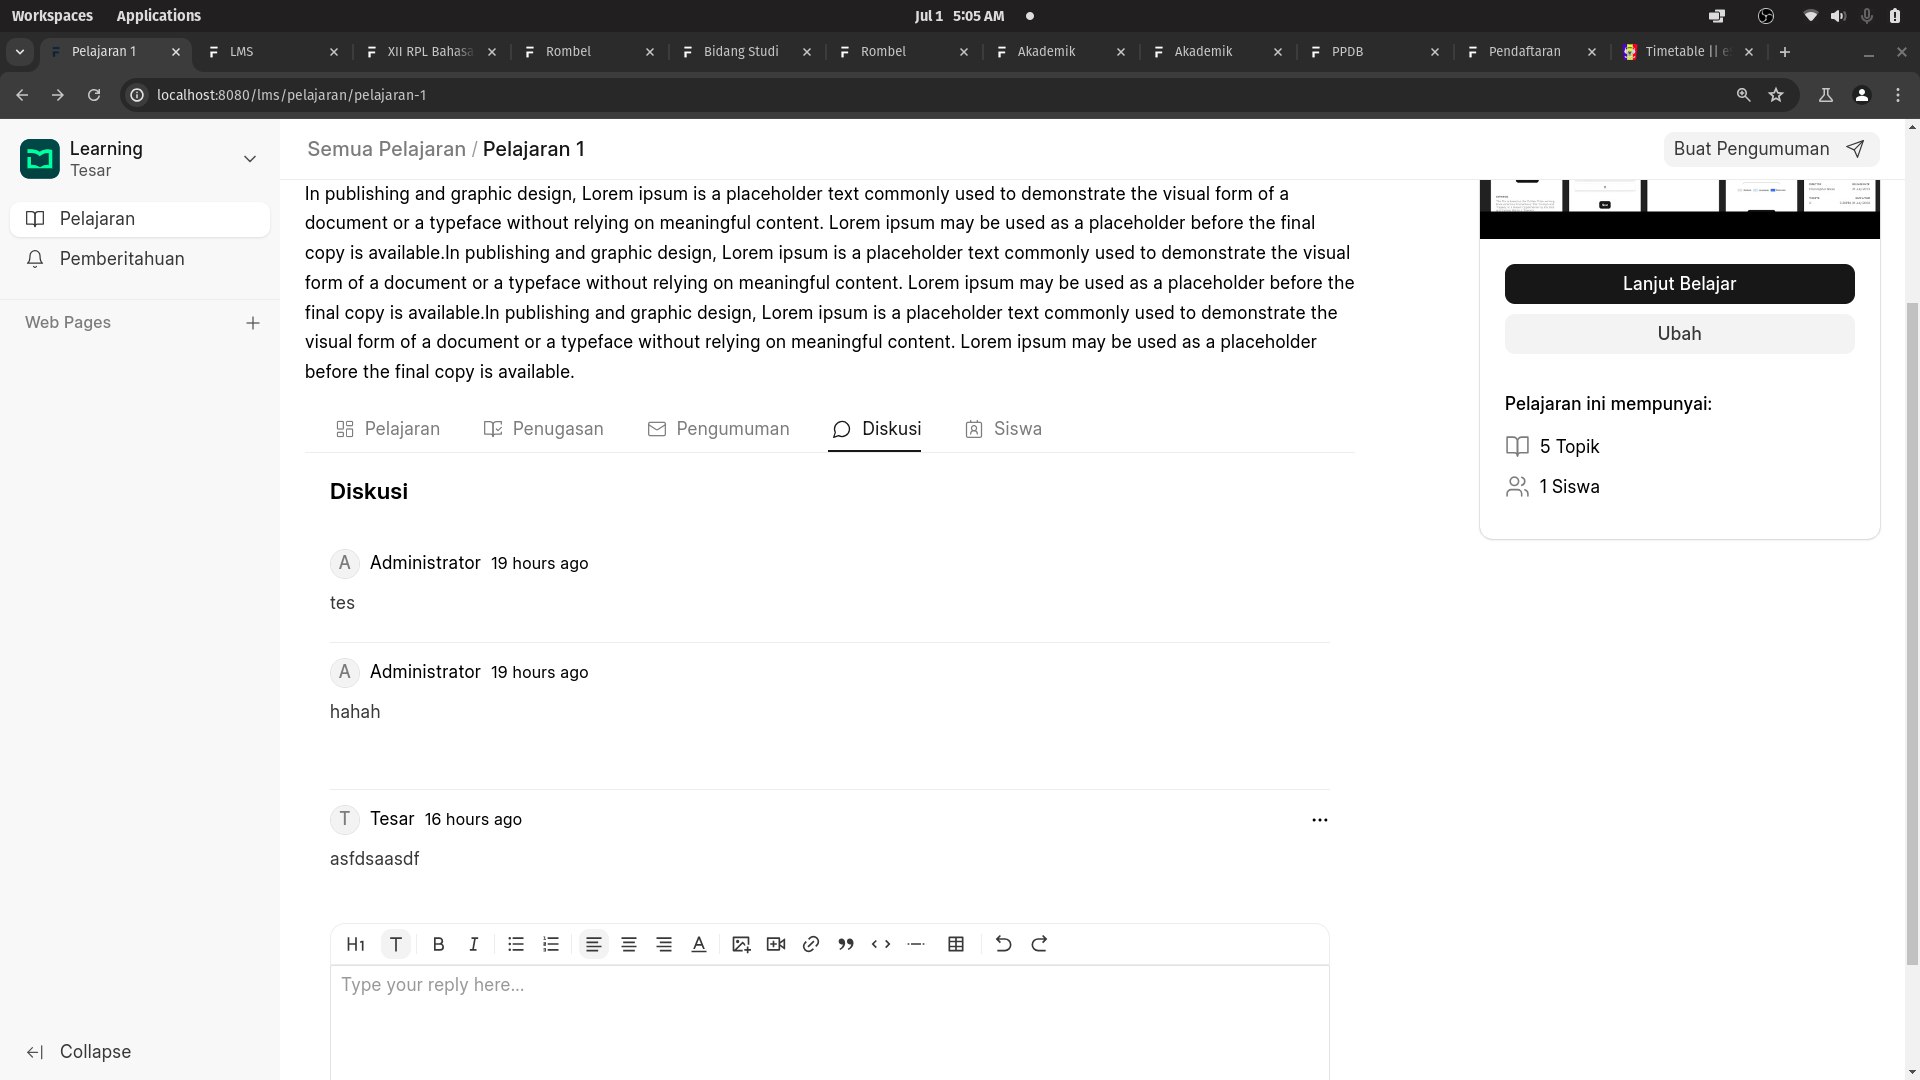 Workspaces Applications
Jul 1 5:05 AM
Pelajaran 1 LMS XII RPL Bahasa Rombel Bidang Studi Rombel Akademik Akademik PPDB Pendaftaran Timetable ||
localhost:8080/lms/pelajaran/pelajaran-1
Learning
Tesar
Pelajaran
Pemberitahuan
Web Pages
Collapse
Semua Pelajaran / Pelajaran 1
Buat Pengumuman
In publishing and graphic design, Lorem ipsum is a placeholder text commonly used to demonstrate the visual form of a
document or a typeface without relying on meaningful content. Lorem ipsum may be used as a placeholder before the final
copy is available.In publishing and graphic design, Lorem ipsum is a placeholder text commonly used to demonstrate the visual
form of a document or a typeface without relying on meaningful content. Lorem ipsum may be used as a placeholder before the
final copy is available.In publishing and graphic design, Lorem ipsum is a placeholder text commonly used to demonstrate the
visual form of a document or a typeface without relying on meaningful content. Lorem ipsum may be used as a placeholder
before the final copy is available.
Pelajaran Penugasan Pengumuman Diskusi Siswa
Diskusi
A Administrator 19 hours ago
tes
A Administrator 19 hours ago
hahah
T Tesar 16 hours ago
asfdsaasdf
H1 T B I A
Type your reply here...
Lanjut Belajar
Ubah
Pelajaran ini mempunyai:
5 Topik
1 Siswa